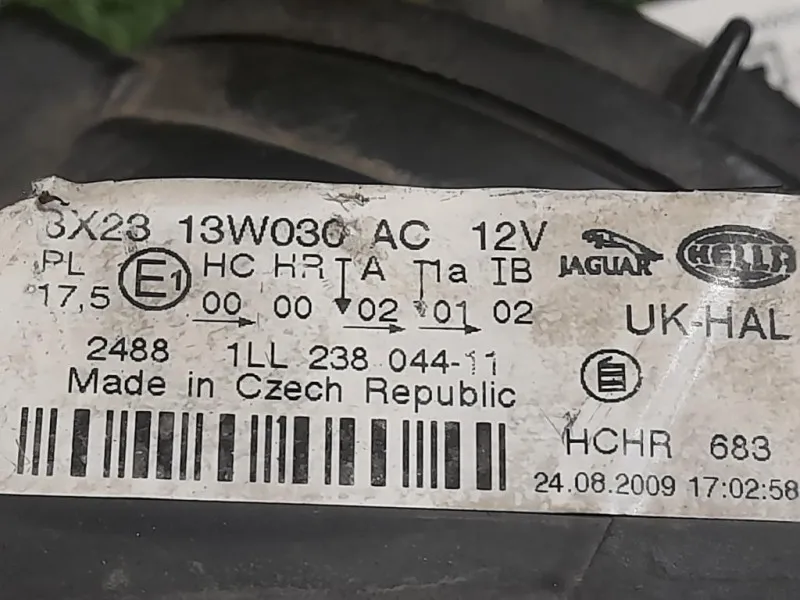 8X23 13W030 AC 12V
JAGUAR HELLA
PL E1 HC HR A 1a IB
17,5 00 00 02 01 02
UK-HAL
2488 1LL 238 044-11
Made in Czech Republic
HCHR 683
24.08.2009 17:02:58